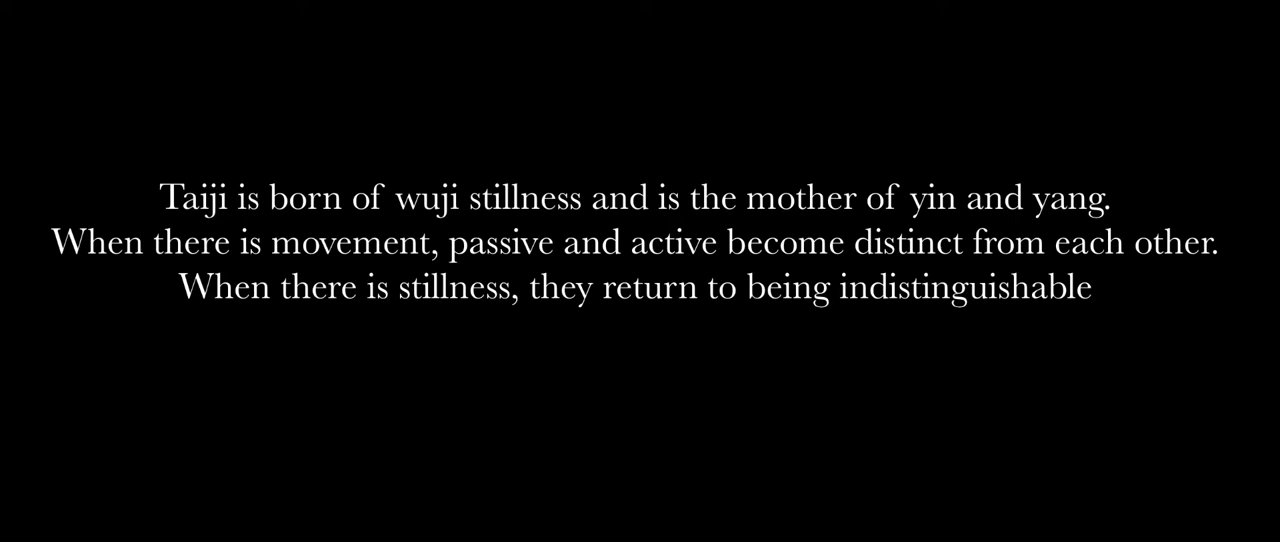 Taiji is born of wuji stillness and is the mother of yin and yang.
When there is movement, passive and active become distinct from each other.
When there is stillness, they return to being indistinguishable